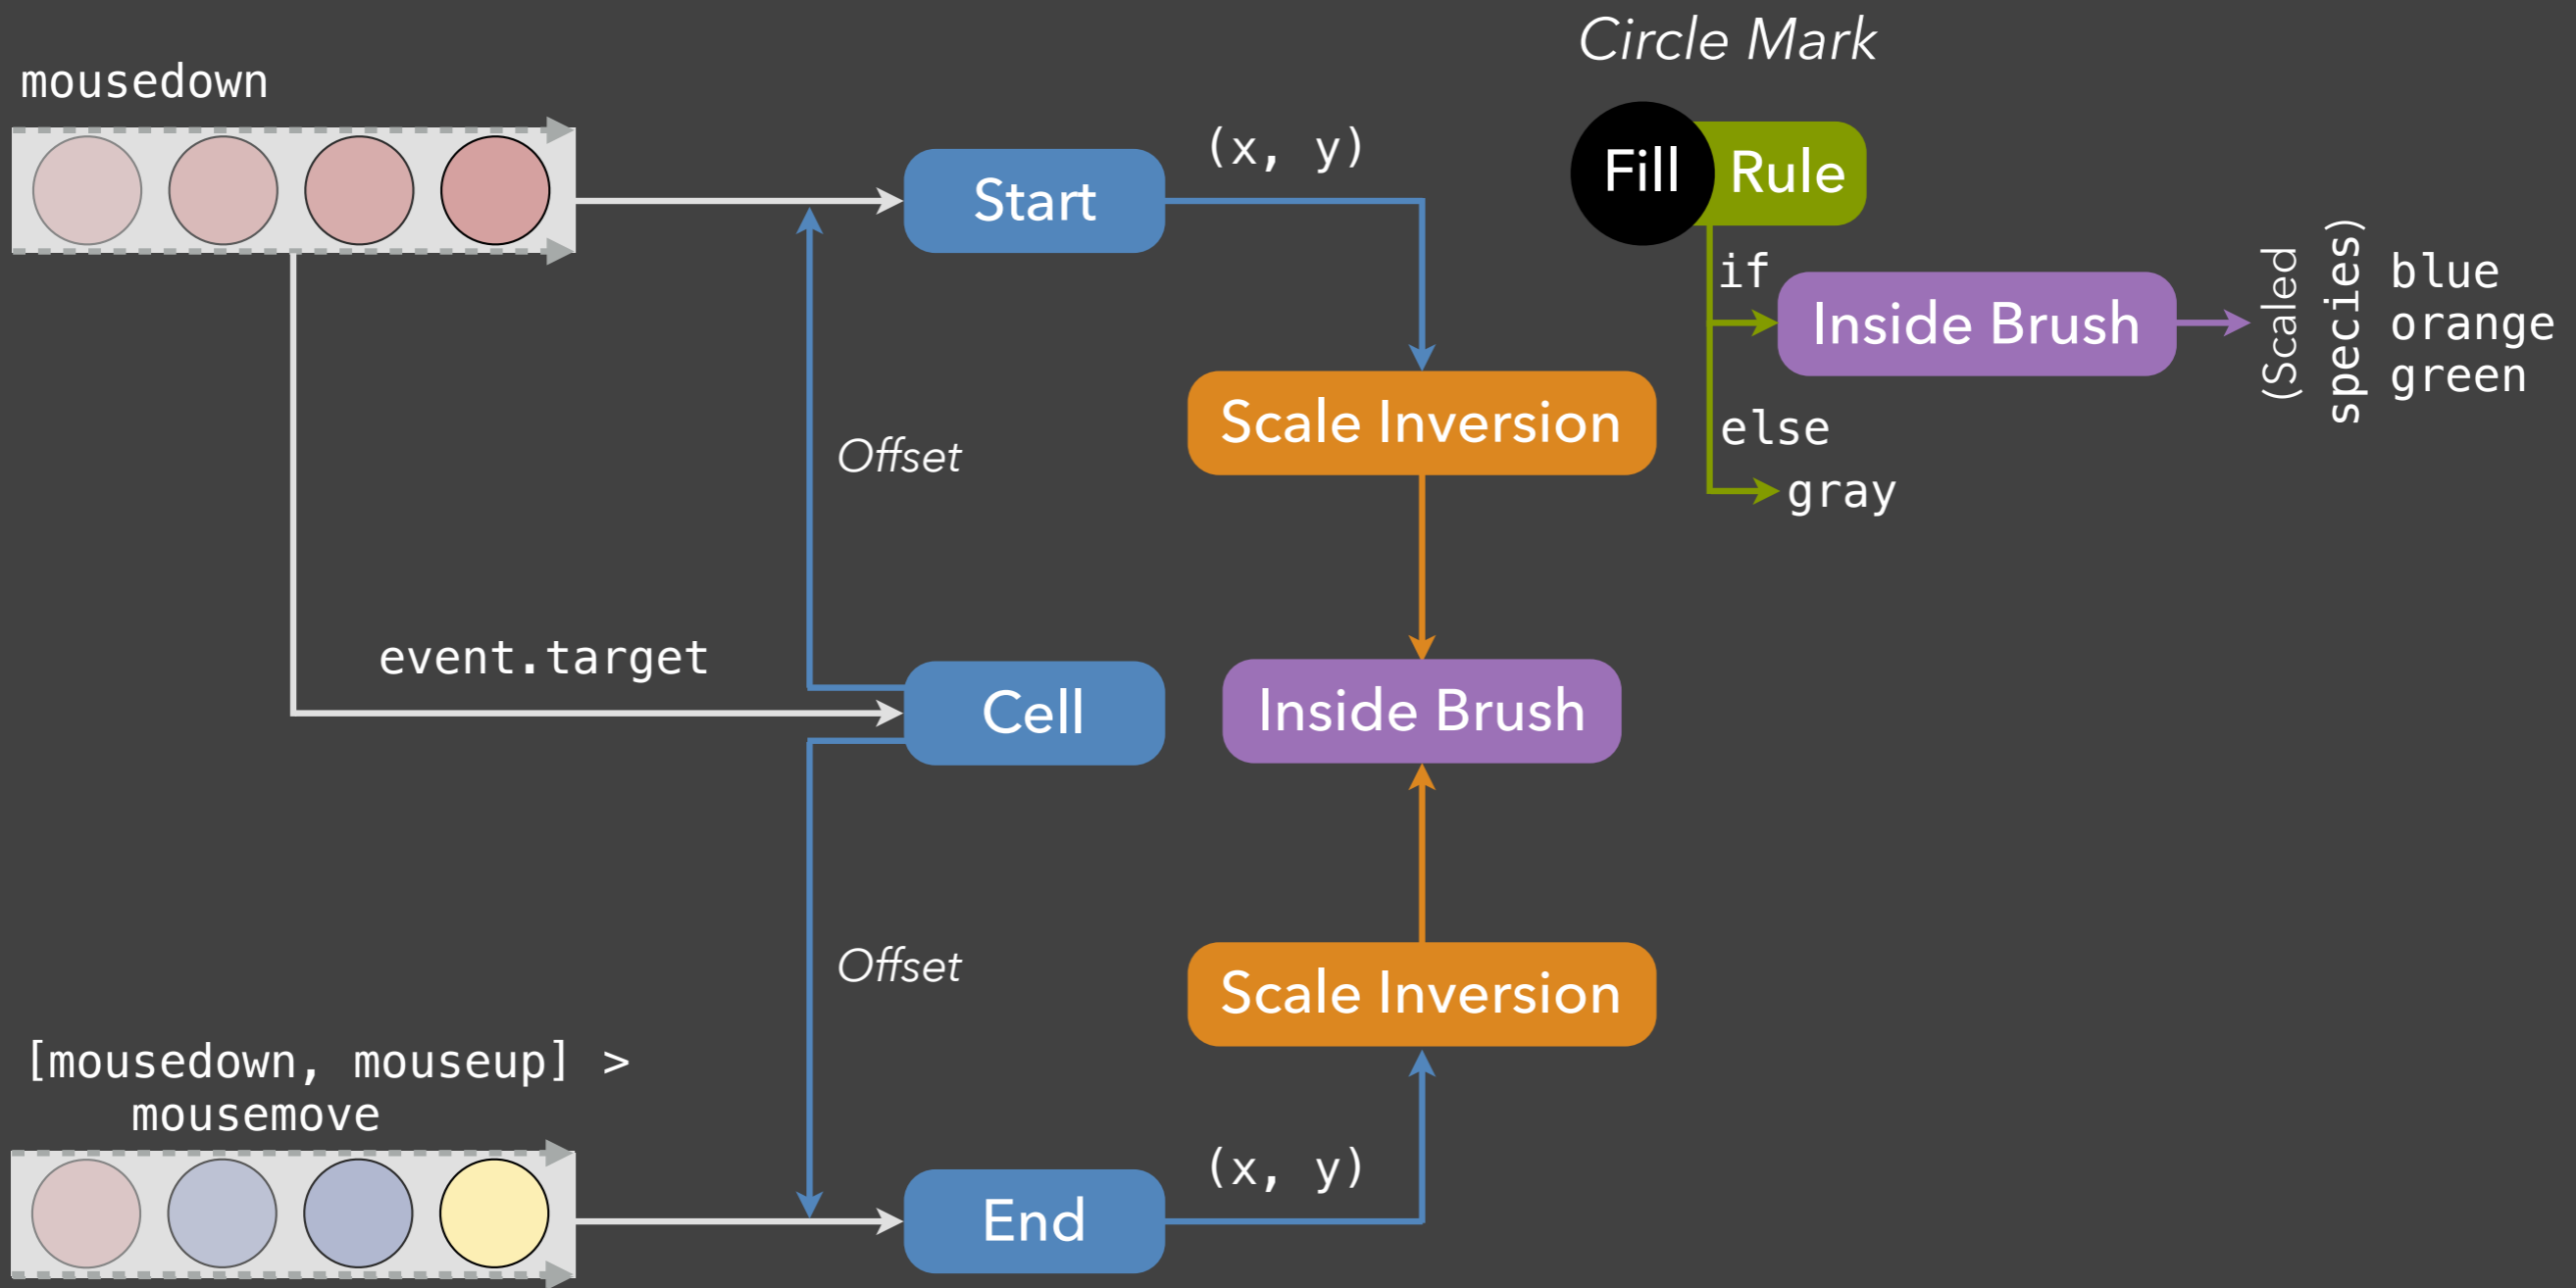 Circle Mark
mousedown
(x, y)
Start
Fill
Rule
if
Inside Brush
(Scaled
species)
blue
orange
green
Scale Inversion
else
gray
Offset
event.target
Cell
Inside Brush
Offset
Scale Inversion
[mousedown, mouseup] >
mousemove
(x, y)
End